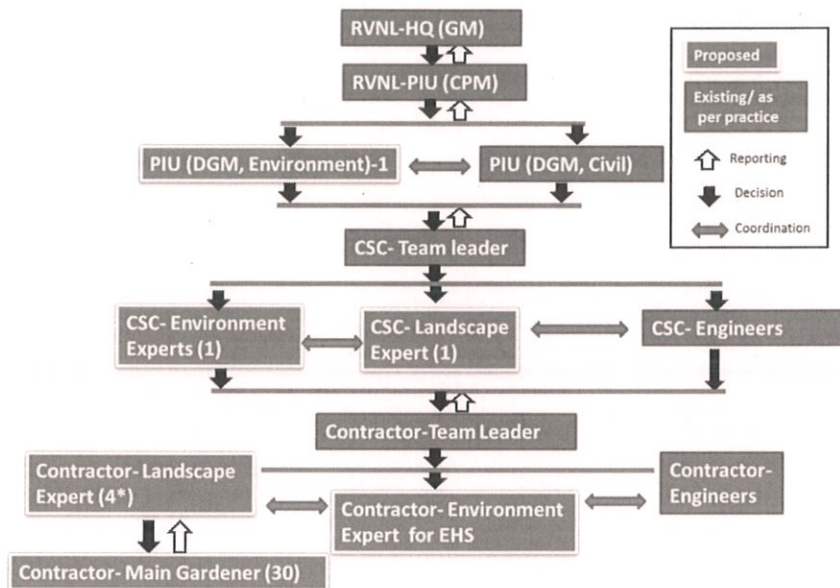 RVNL-HQ (GM)
RVNL-PIU (CPM)
PIU (DGM, Environment)-1
PIU (DGM, Civil)
CSC- Team leader
CSC- Environment
Experts (1)
CSC- Landscape
Expert (1)
CSC- Engineers
Contractor-Team Leader
Contractor- Landscape
Expert (4*)
Contractor- Environment
Expert for EHS
Contractor-
Engineers
Contractor- Main Gardener (30)
Proposed
Existing/ as
per practice
Reporting
Decision
Coordination